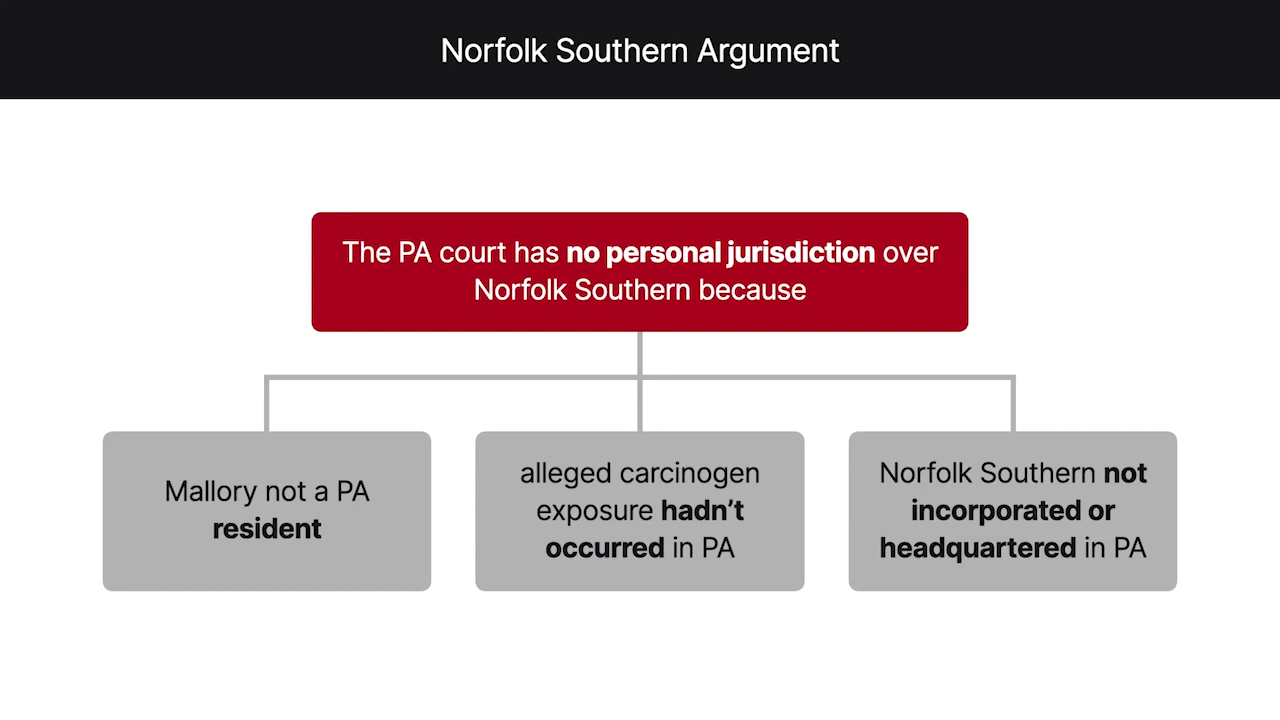 Norfolk Southern Argument
The PA court has no personal jurisdiction over
Norfolk Southern because
Mallory not a PA
resident
alleged carcinogen
exposure hadn’t
occurred in PA
Norfolk Southern not
incorporated or
headquartered in PA